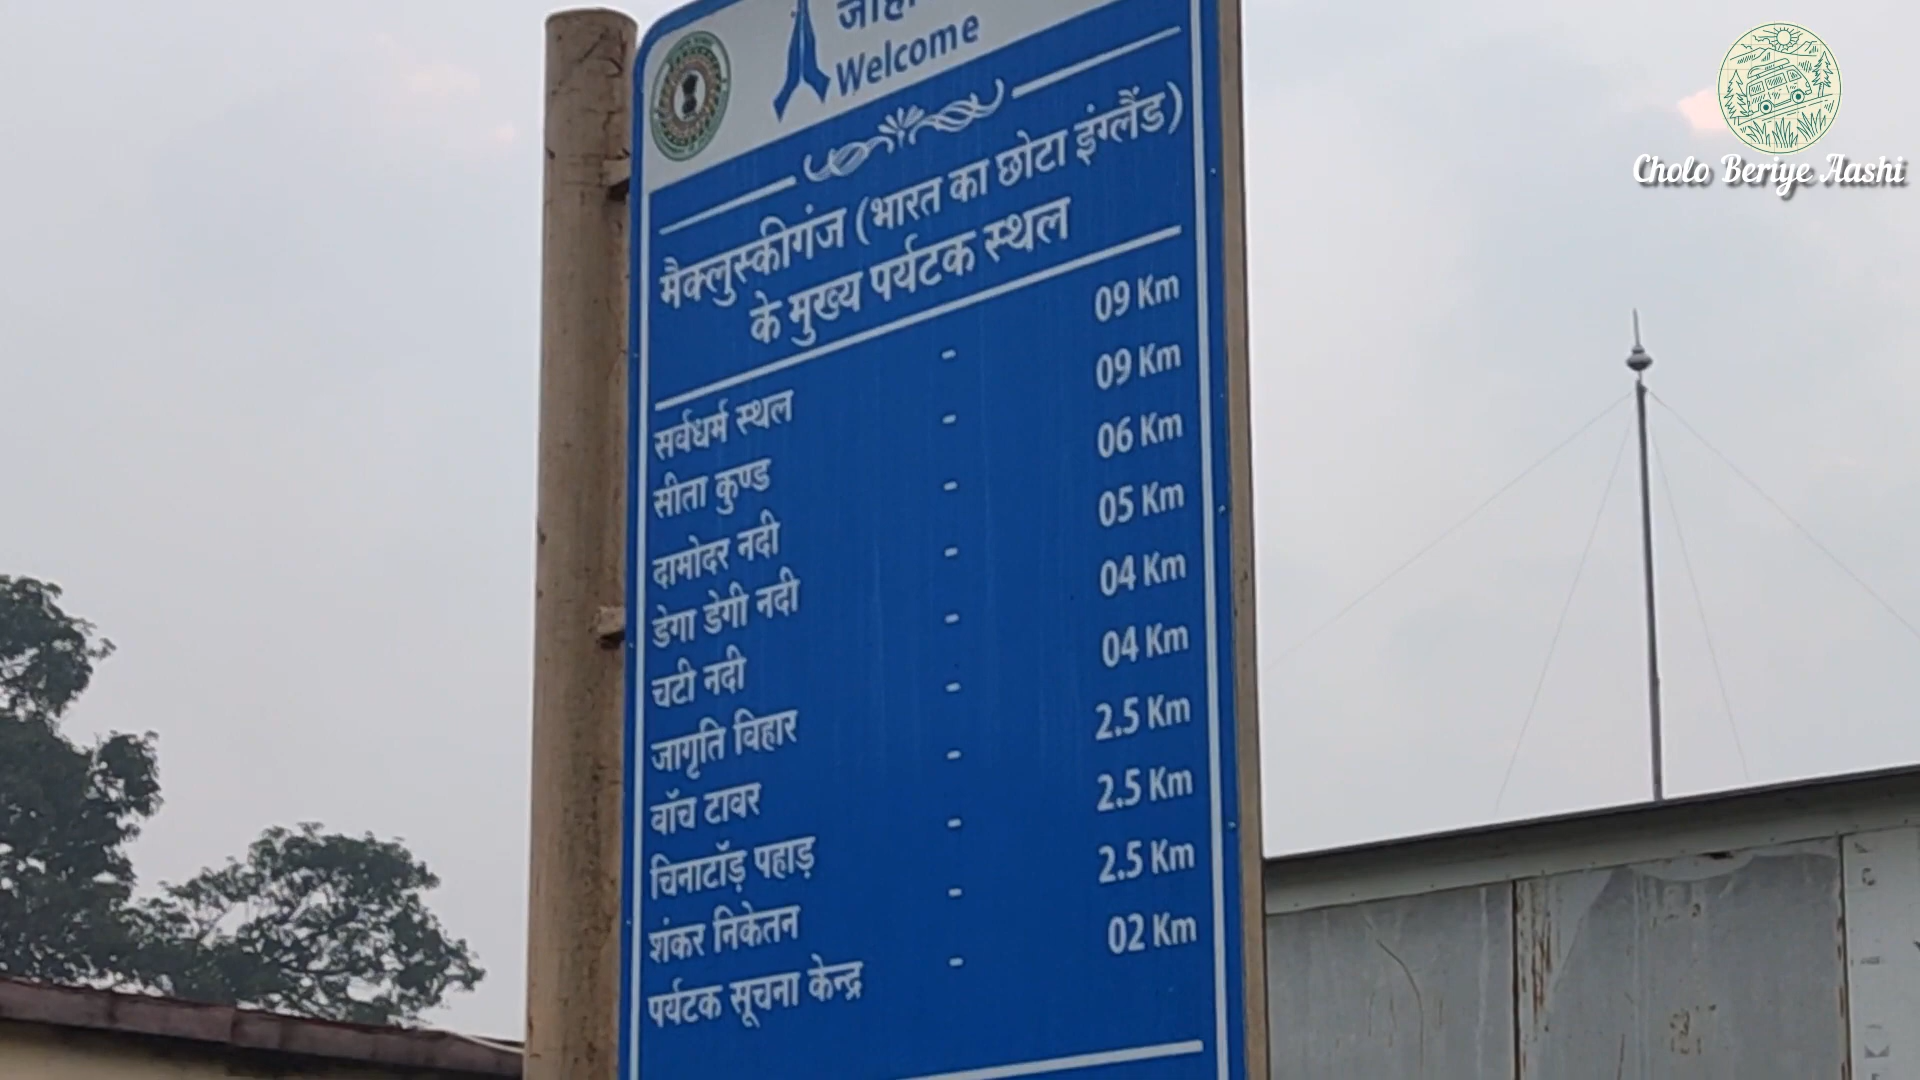 Welcome
मैक्लुस्कीगंज (भारत का छोटा इंग्लैंड)
के मुख्य पर्यटक स्थल
सर्वधर्म स्थल - 09 Km
सीता कुण्ड - 09 Km
दामोदर नदी - 06 Km
डेगा डेगी नदी - 05 Km
चटी नदी - 04 Km
जागृति विहार - 04 Km
वॉच टावर - 2.5 Km
चिनाटॉड़ पहाड़ - 2.5 Km
शंकर निकेतन - 2.5 Km
पर्यटक सूचना केन्द्र - 02 Km
Cholo Beriye Aashi